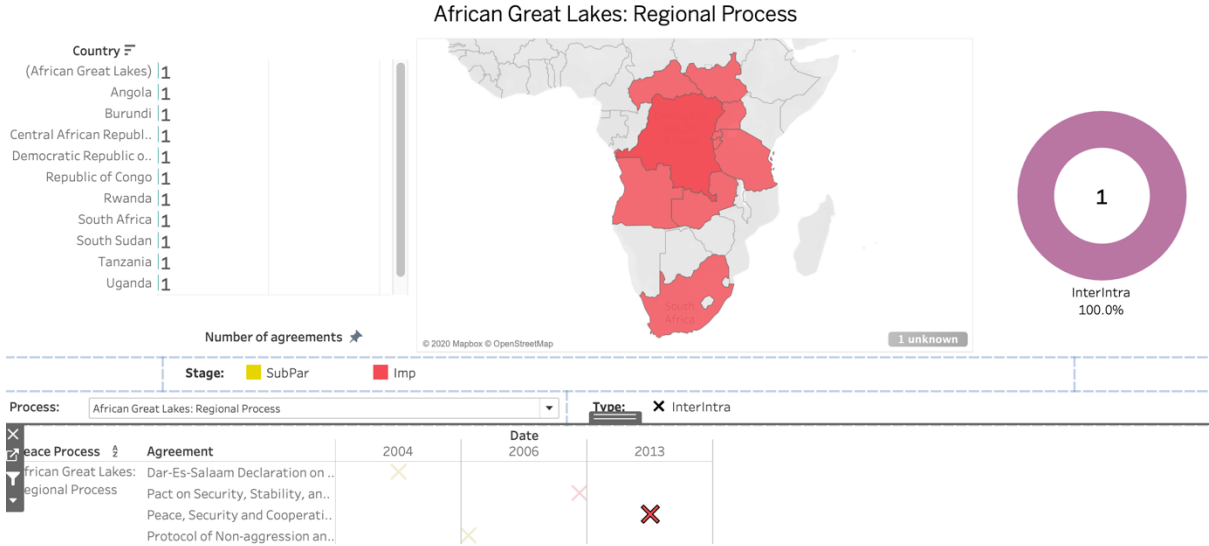 African Great Lakes: Regional Process
Country
(African Great Lakes) 1
Angola 1
Burundi 1
Central African Republ.. 1
Democratic Republic o.. 1
Republic of Congo 1
Rwanda 1
South Africa 1
South Sudan 1
Tanzania 1
Uganda 1
Number of agreements
South
Africa
© 2020 Mapbox © OpenStreetMap
1 unknown
1
InterIntra
100.0%
Stage: SubPar Imp
Process: African Great Lakes: Regional Process
Type: InterIntra
Date
eace Process Agreement 2004 2006 2013
frican Great Lakes: Dar-Es-Salaam Declaration on ..
egional Process Pact on Security, Stability, an..
Peace, Security and Cooperati..
Protocol of Non-aggression an..